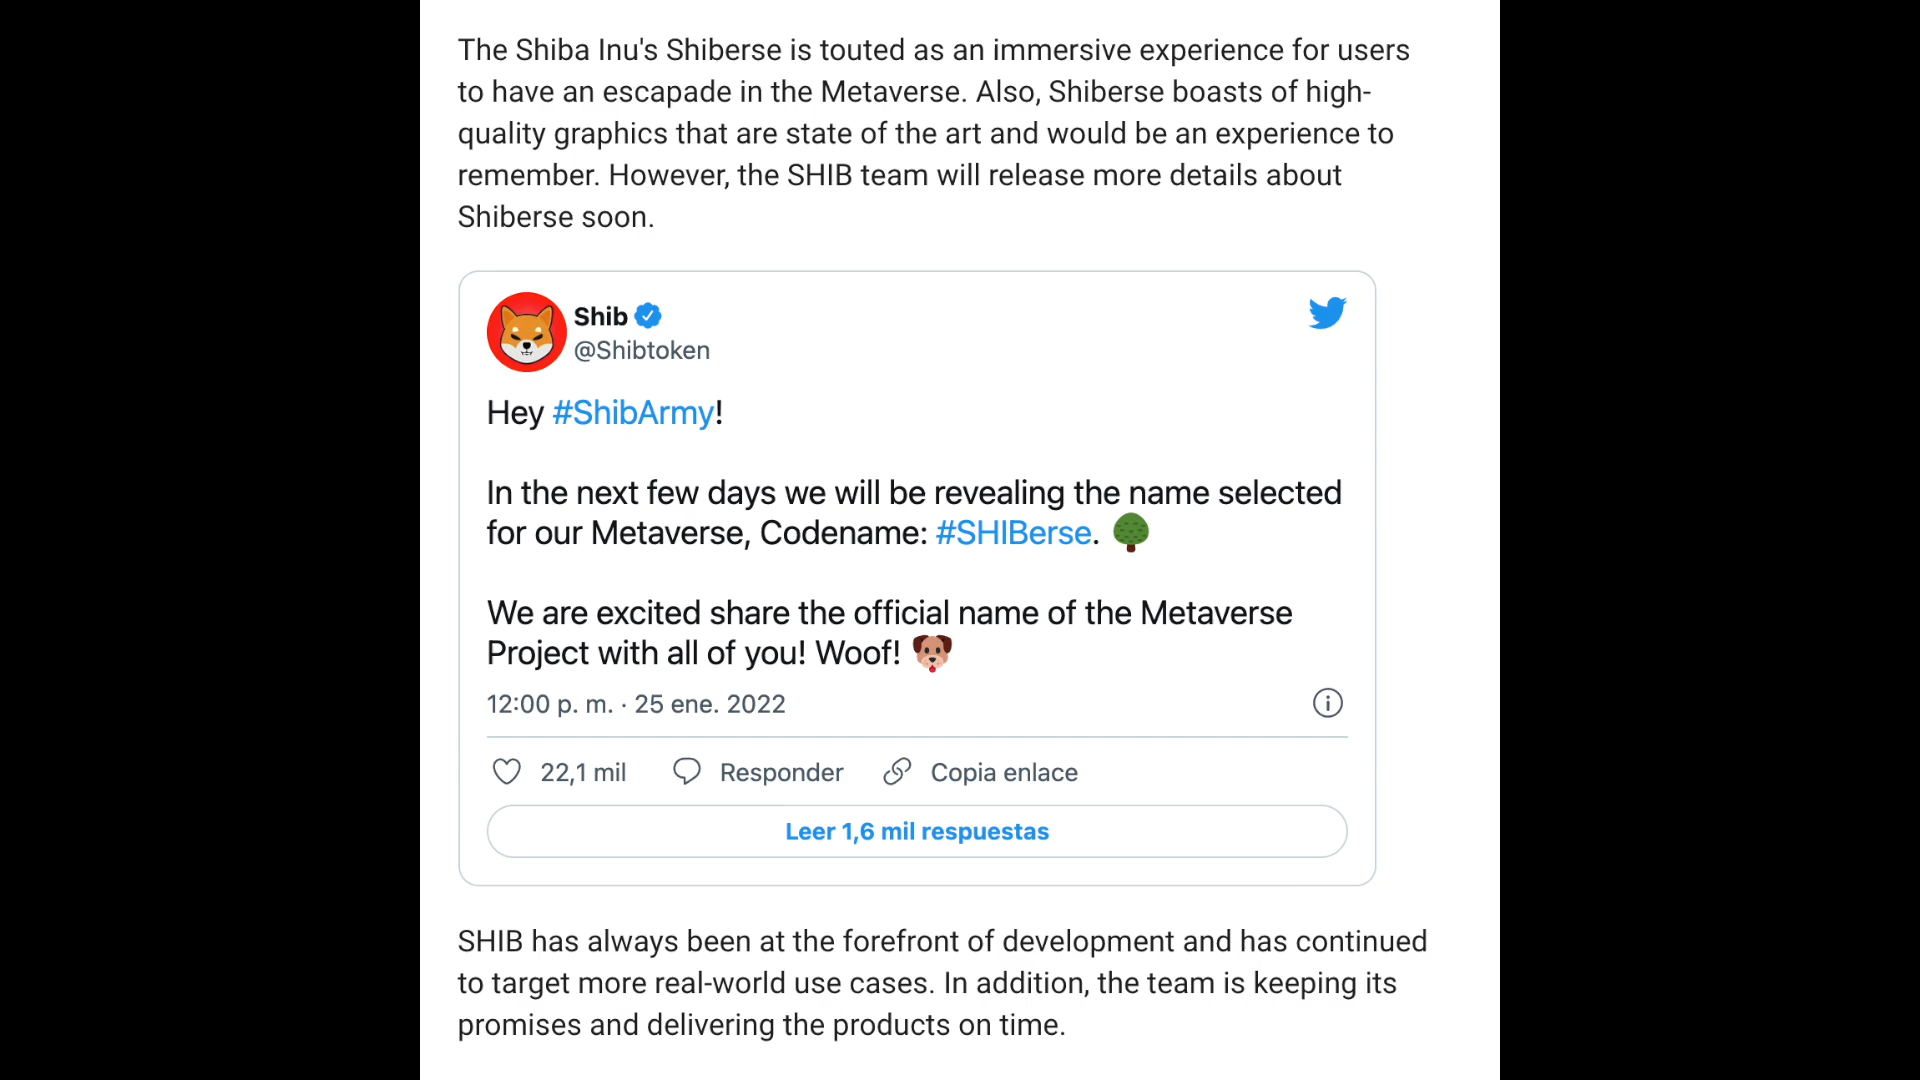 The Shiba Inu's Shiberse is touted as an immersive experience for users
to have an escapade in the Metaverse. Also, Shiberse boasts of high-
quality graphics that are state of the art and would be an experience to
remember. However, the SHIB team will release more details about
Shiberse soon.
Shib
@Shibtoken
Hey #ShibArmy!
In the next few days we will be revealing the name selected
for our Metaverse, Codename: #SHIBerse. 🌳
We are excited share the official name of the Metaverse
Project with all of you! Woof! 🐶
12:00 p. m. · 25 ene. 2022
22,1 mil Responder Copia enlace
Leer 1,6 mil respuestas
SHIB has always been at the forefront of development and has continued
to target more real-world use cases. In addition, the team is keeping its
promises and delivering the products on time.